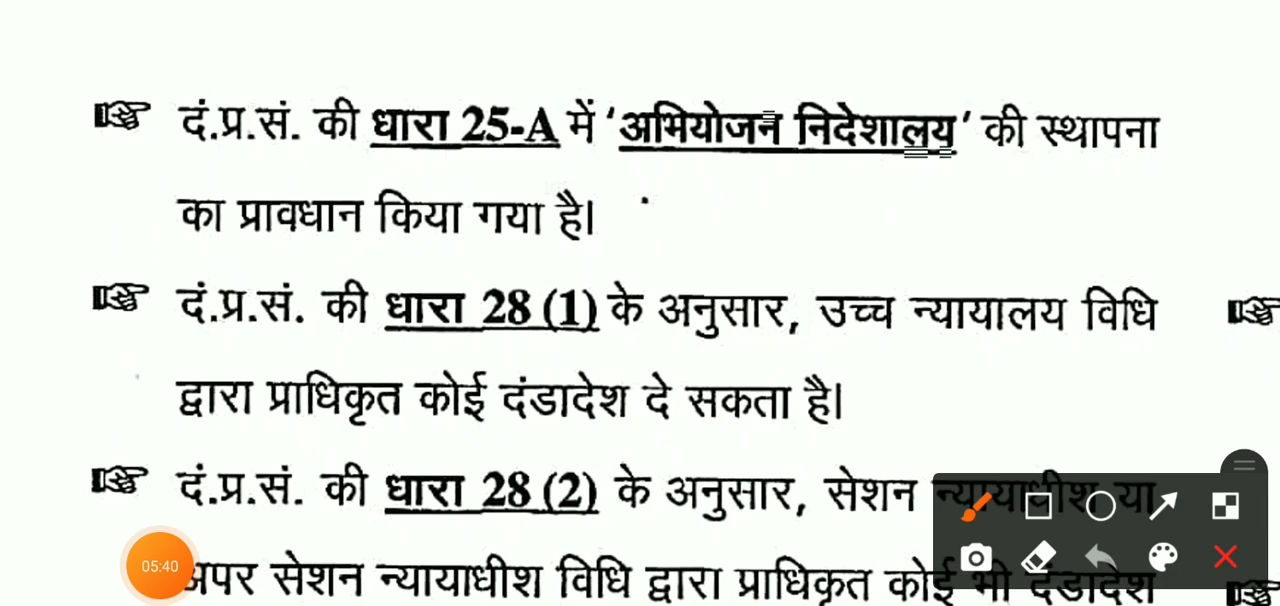 दं.प्र.सं. की धारा 25-A में ‘अभियोजन निदेशालय’ की स्थापना
का प्रावधान किया गया है।
दं.प्र.सं. की धारा 28 (1) के अनुसार, उच्च न्यायालय विधि
द्वारा प्राधिकृत कोई दंडादेश दे सकता है।
दं.प्र.सं. की धारा 28 (2) के अनुसार, सेशन न्यायाधीश या
अपर सेशन न्यायाधीश विधि द्वारा प्राधिकृत कोई भी दंडादेश
05:40